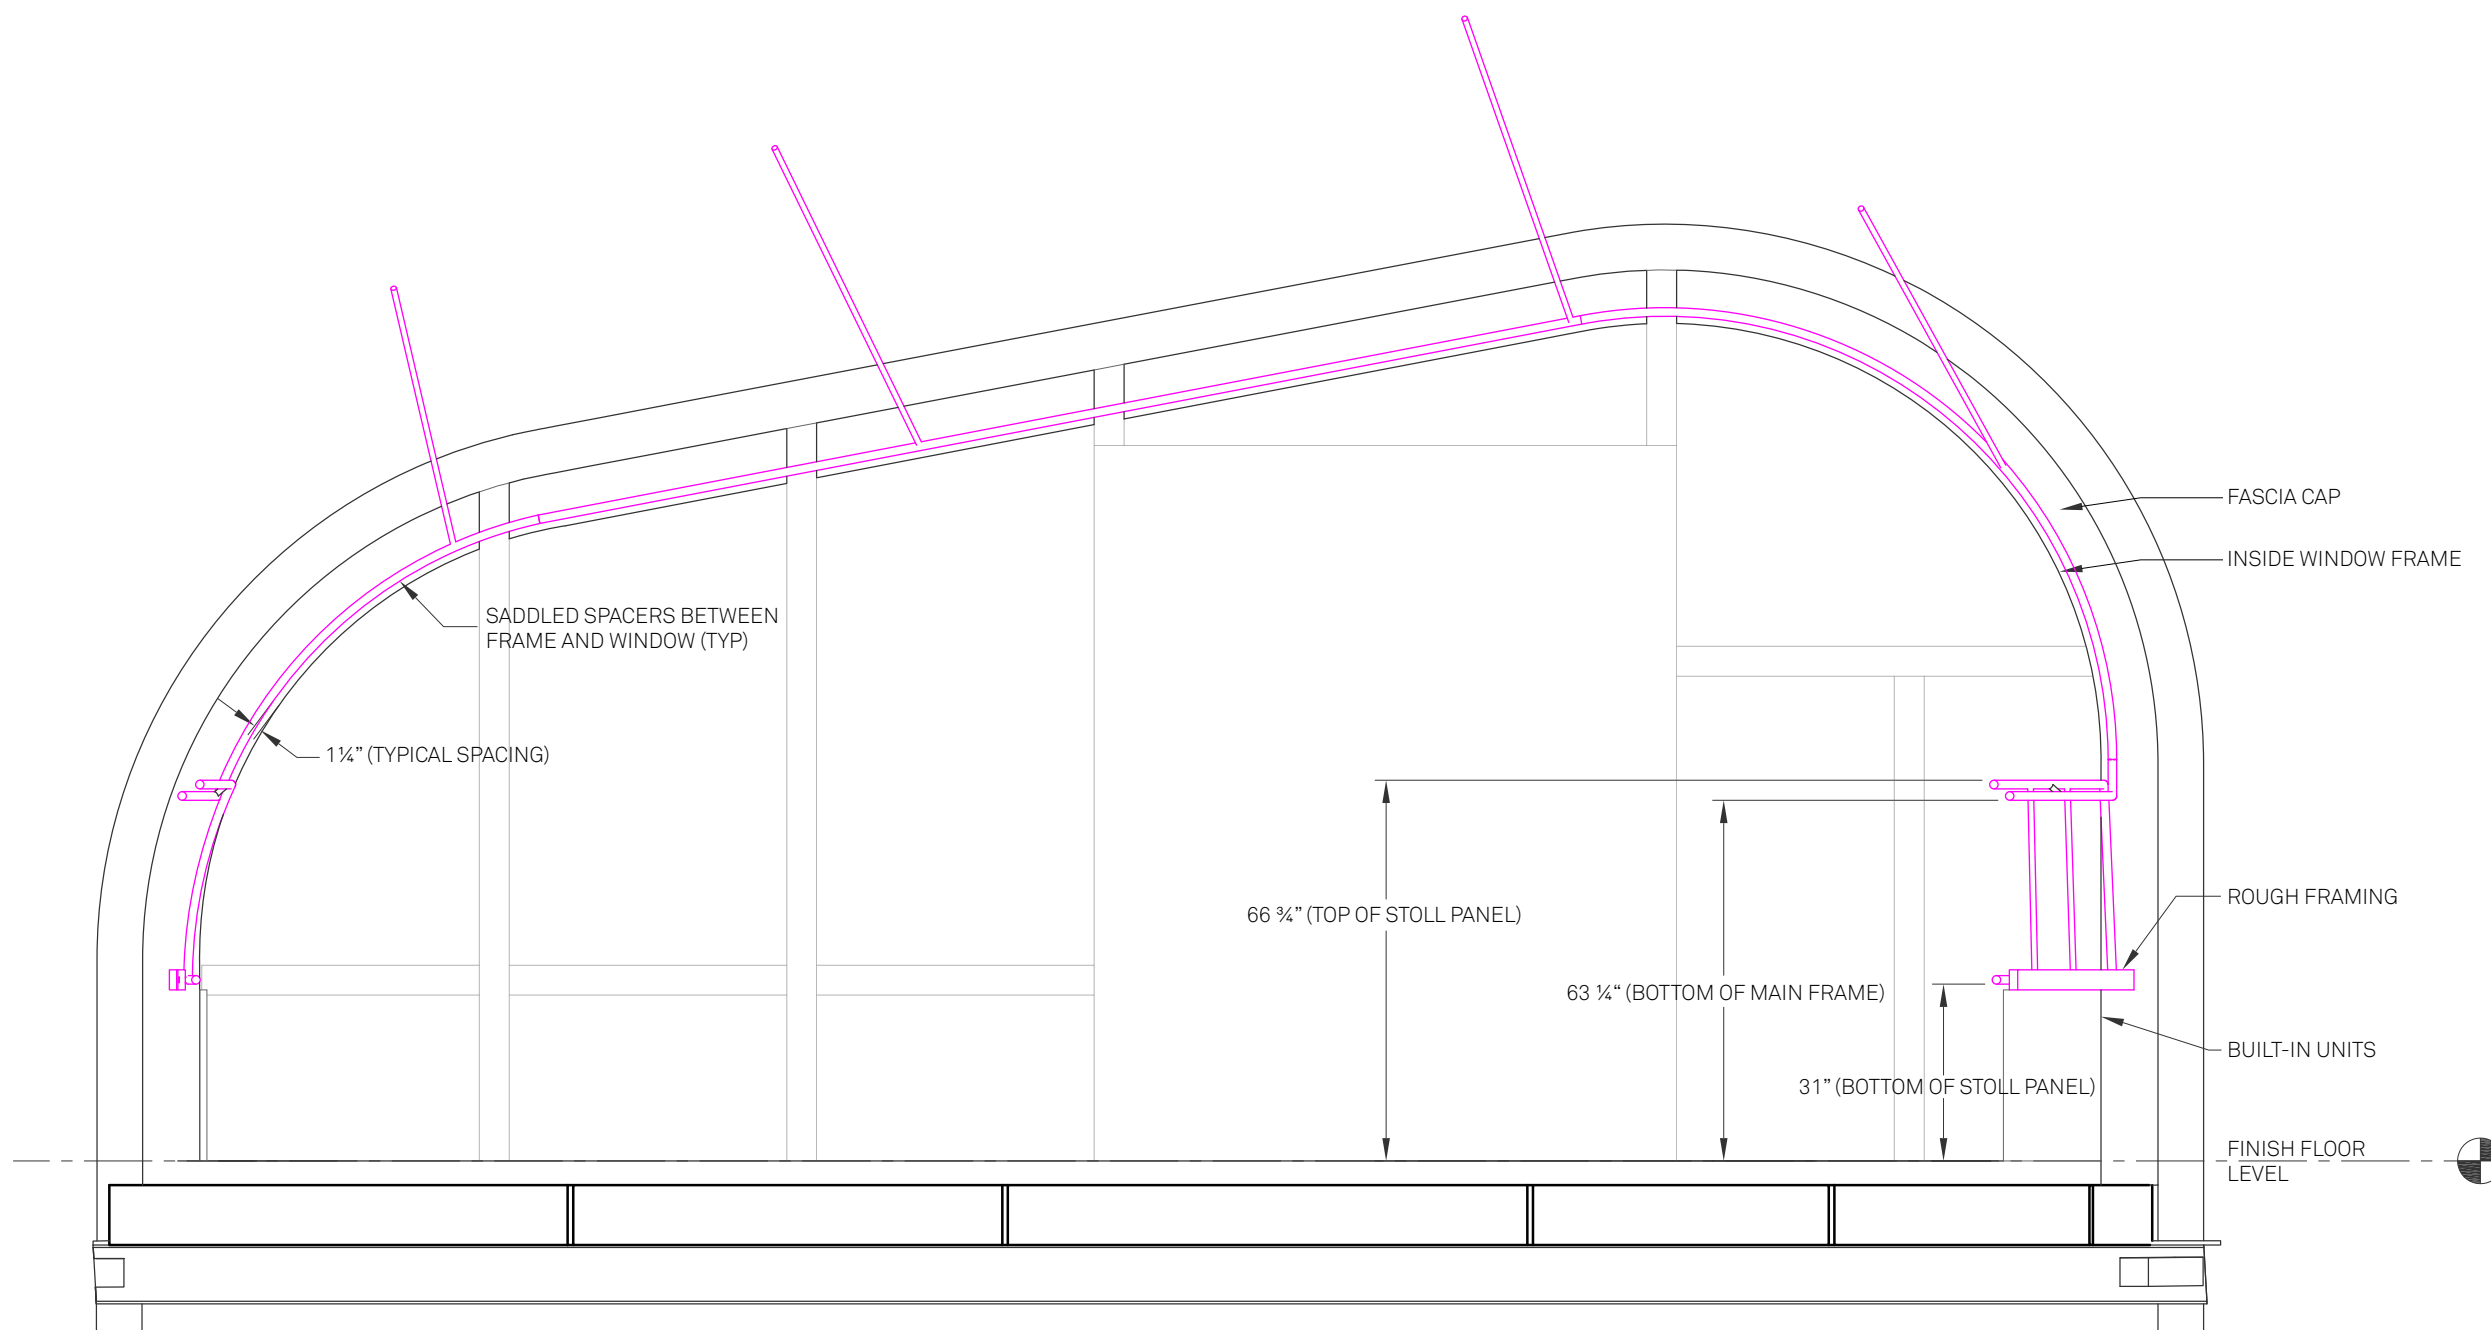 FASCIA CAP
INSIDE WINDOW FRAME
SADDLED SPACERS BETWEEN
FRAME AND WINDOW (TYP)
1¼” (TYPICAL SPACING)
66 ¾” (TOP OF STOLL PANEL)
ROUGH FRAMING
63 ¼“ (BOTTOM OF MAIN FRAME)
BUILT-IN UNITS
31” (BOTTOM OF STOLL PANEL)
FINISH FLOOR
LEVEL